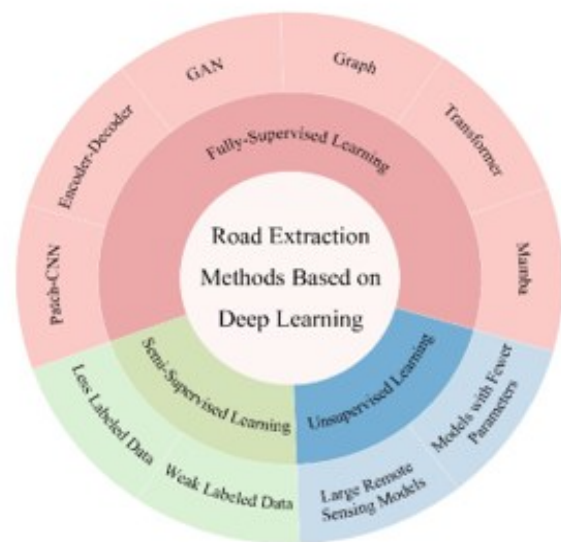 Road Extraction
Methods Based on
Deep Learning
Fully-Supervised Learning
Patch-CNN
Encoder-Decoder
GAN
Graph
Transformer
Mamba
Semi-Supervised Learning
Less Labeled Data
Weak Labeled Data
Unsupervised Learning
Large Remote
Sensing Models
Models with Fewer
Parameters